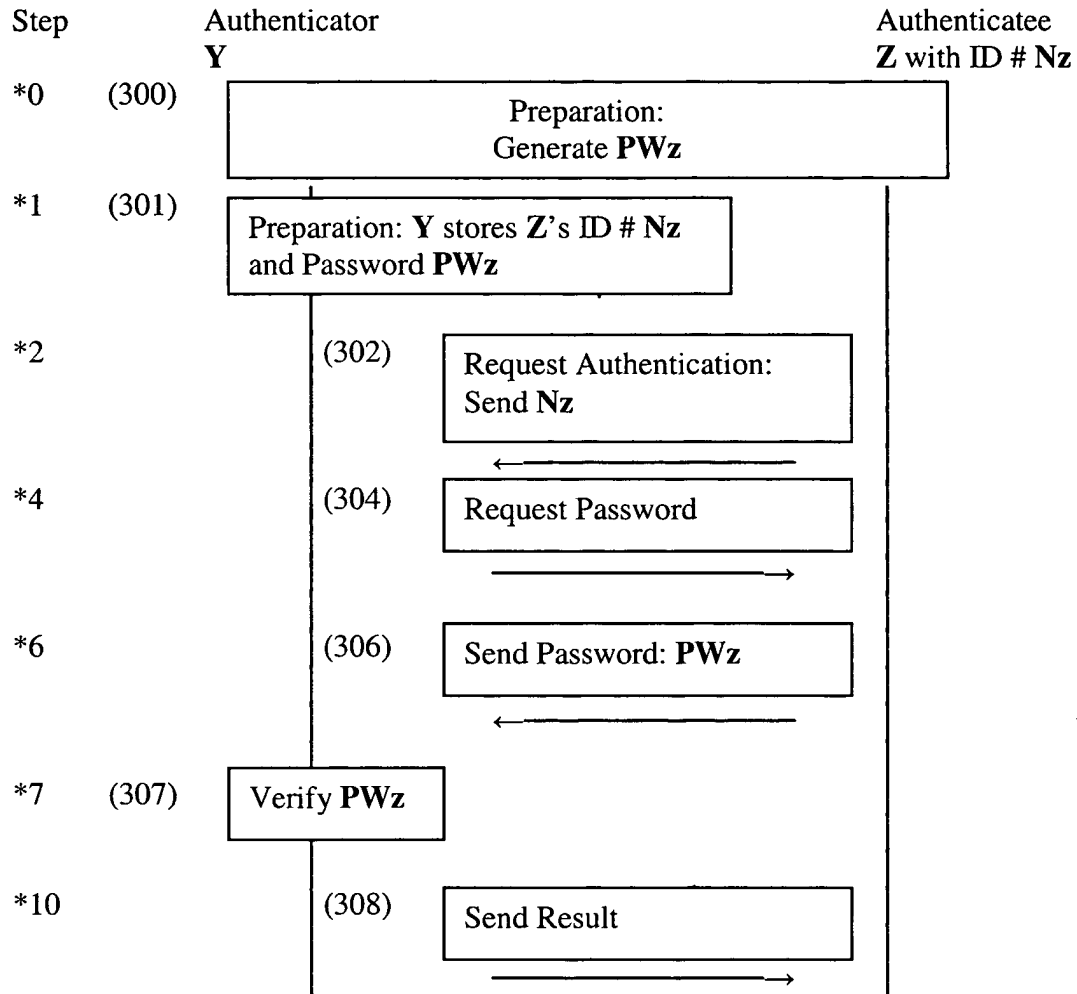 Step Authenticator Authenticatee
Y Z with ID # Nz
*0 (300) Preparation:
Generate PWz
*1 (301) Preparation: Y stores Z's ID # Nz
and Password PWz
*2 (302) Request Authentication:
Send Nz
*4 (304) Request Password
*6 (306) Send Password: PWz
*7 (307) Verify PWz
*10 (308) Send Result